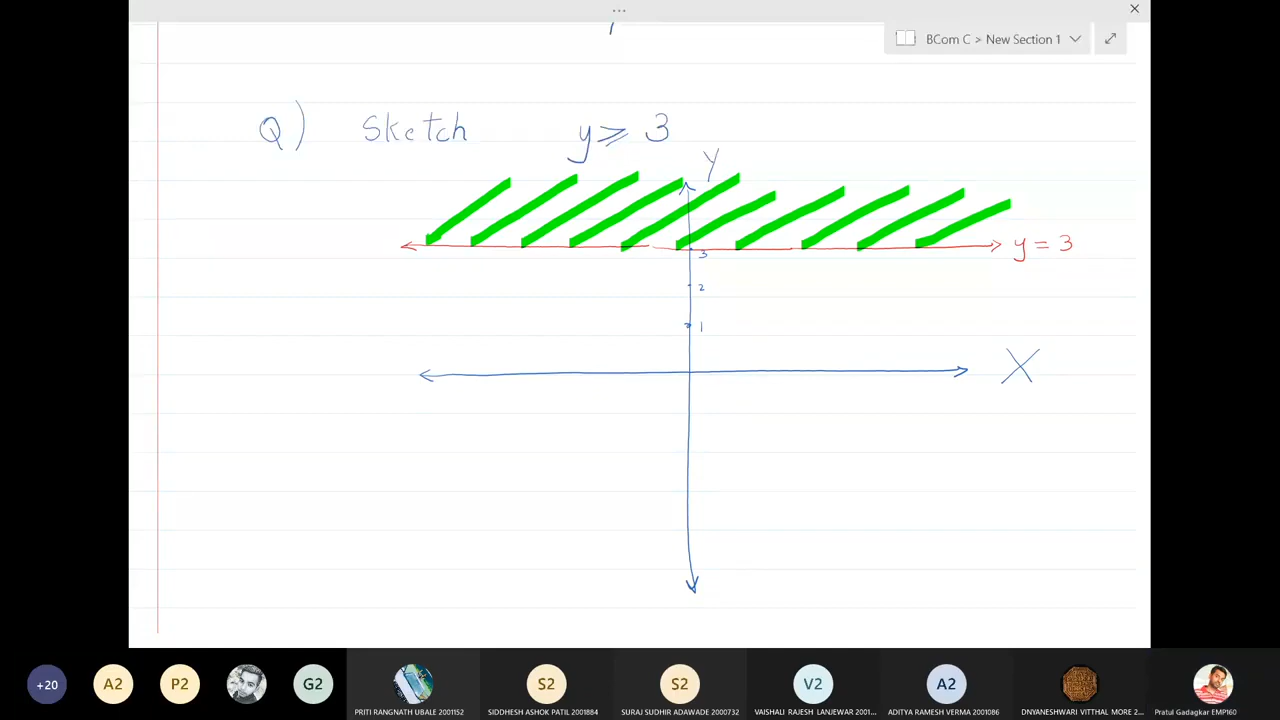 BCom C > New Section 1
Q) Sketch y ⩾ 3
Y
y = 3
3
2
1
X
+20 A2 P2 G2 S2 S2 V2 A2
PRITI RANGNATH UBALE 2001152 SIDDHESH ASHOK PATIL 2001884 SURAJ SUDHIR ADAWADE 2000732 VAISHALI RAJESH LANJEWAR 2001... ADITYA RAMESH VERMA 2001086 DNYANESHWARI VITTHAL MORE 2... Pratul Gadagkar EMP160